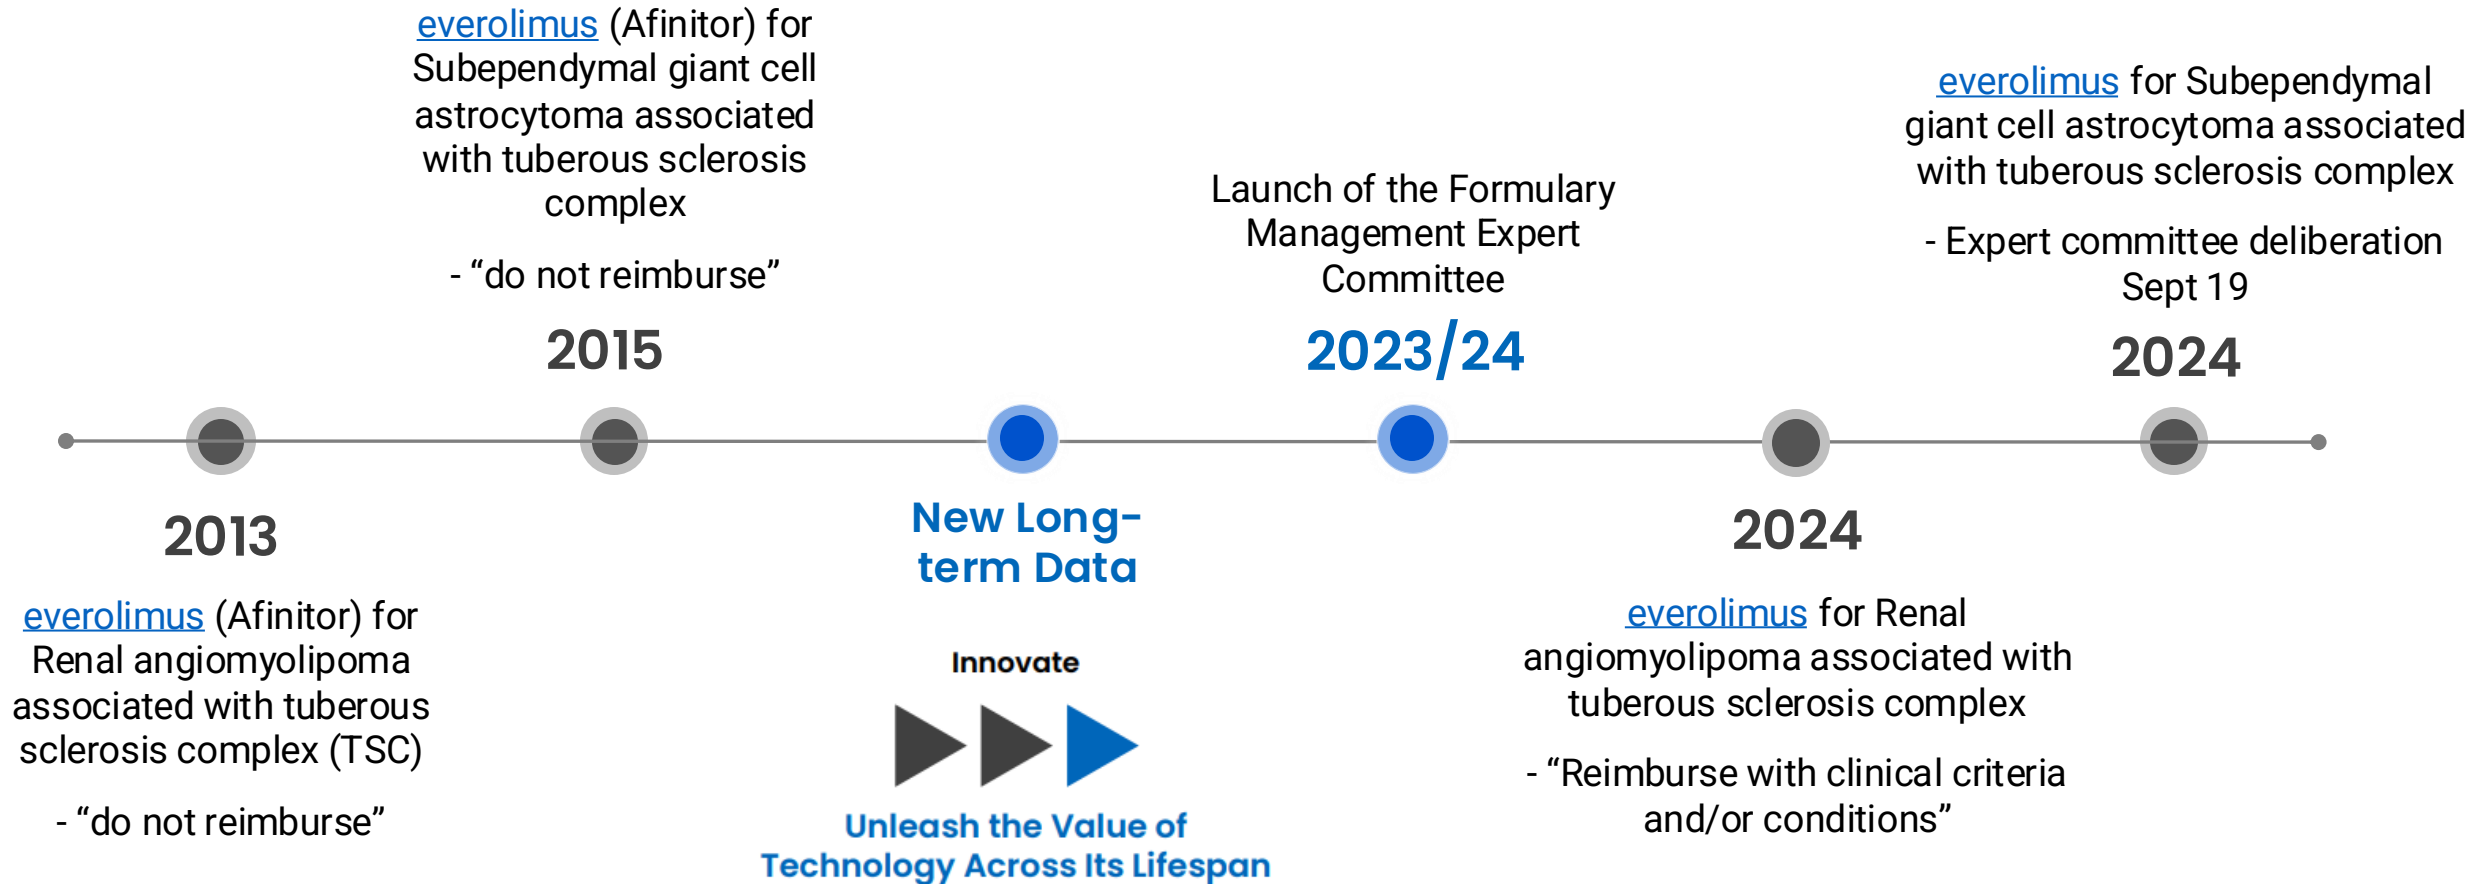 everolimus (Afinitor) for
Subependymal giant cell
astrocytoma associated
with tuberous sclerosis
complex
- “do not reimburse”
2015
Launch of the Formulary
Management Expert
Committee
2023/24
everolimus for Subependymal
giant cell astrocytoma associated
with tuberous sclerosis complex
- Expert committee deliberation
Sept 19
2024
2013
everolimus (Afinitor) for
Renal angiomyolipoma
associated with tuberous
sclerosis complex (TSC)
- “do not reimburse”
New Long-
term Data
Innovate
Unleash the Value of
Technology Across Its Lifespan
2024
everolimus for Renal
angiomyolipoma associated with
tuberous sclerosis complex
- “Reimburse with clinical criteria
and/or conditions”